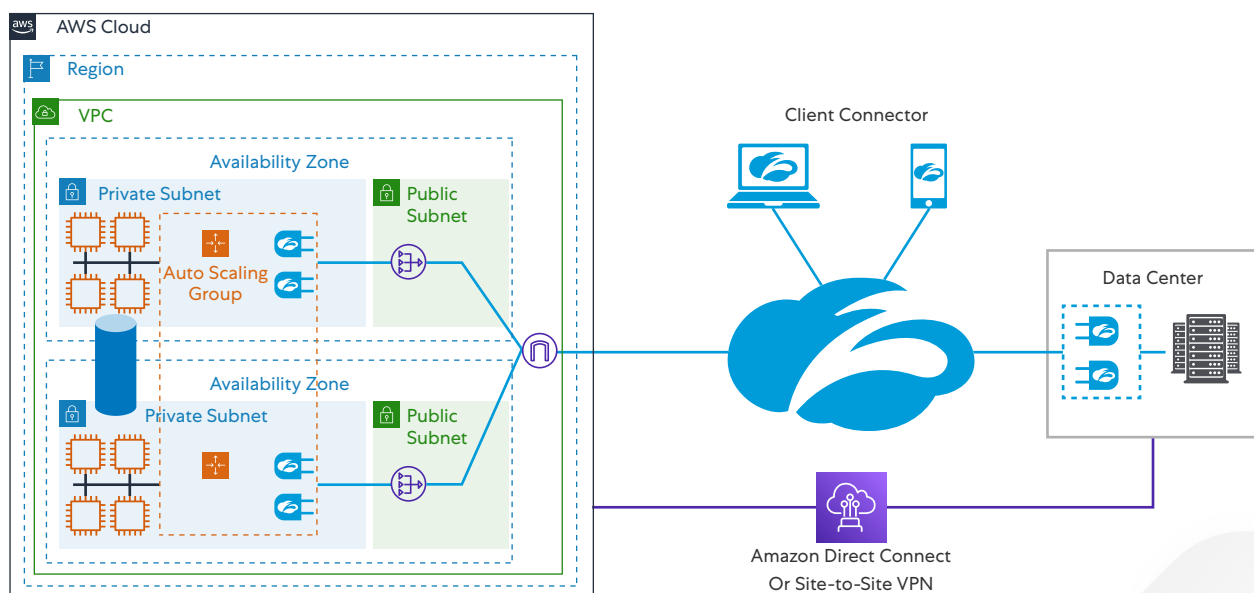 aws
AWS Cloud
Region
VPC
Availability Zone
Private Subnet
Public
Subnet
Auto Scaling
Group
Availability Zone
Private Subnet
Public
Subnet
Client Connector
Data Center
Amazon Direct Connect
Or Site-to-Site VPN